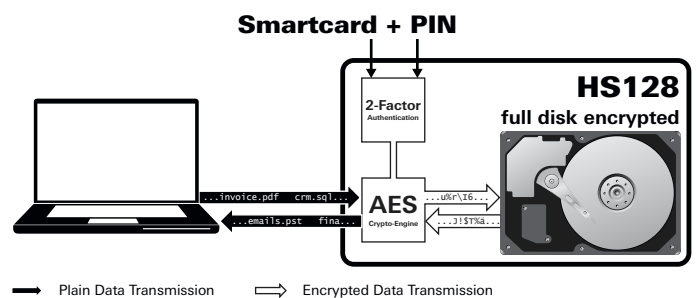 Smartcard + PIN
HS128
full disk encrypted
2-Factor
Authentication
...invoice.pdf crm.sql...
...emails.pst fina...
AES
Crypto-Engine
...u%r\I6...
...J!$T%ä...
Plain Data Transmission
Encrypted Data Transmission